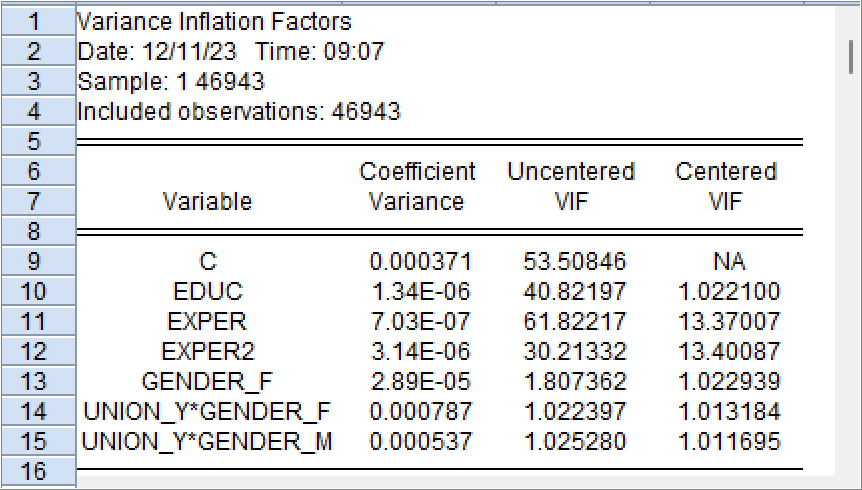 1 Variance Inflation Factors
2 Date: 12/11/23 Time: 09:07
3 Sample: 1 46943
4 Included observations: 46943
5
6 Coefficient Uncentered Centered
7 Variable Variance VIF VIF
8
9 C 0.000371 53.50846 NA
10 EDUC 1.34E-06 40.82197 1.022100
11 EXPER 7.03E-07 61.82217 13.37007
12 EXPER2 3.14E-06 30.21332 13.40087
13 GENDER_F 2.89E-05 1.807362 1.022939
14 UNION_Y*GENDER_F 0.000787 1.022397 1.013184
15 UNION_Y*GENDER_M 0.000537 1.025280 1.011695
16